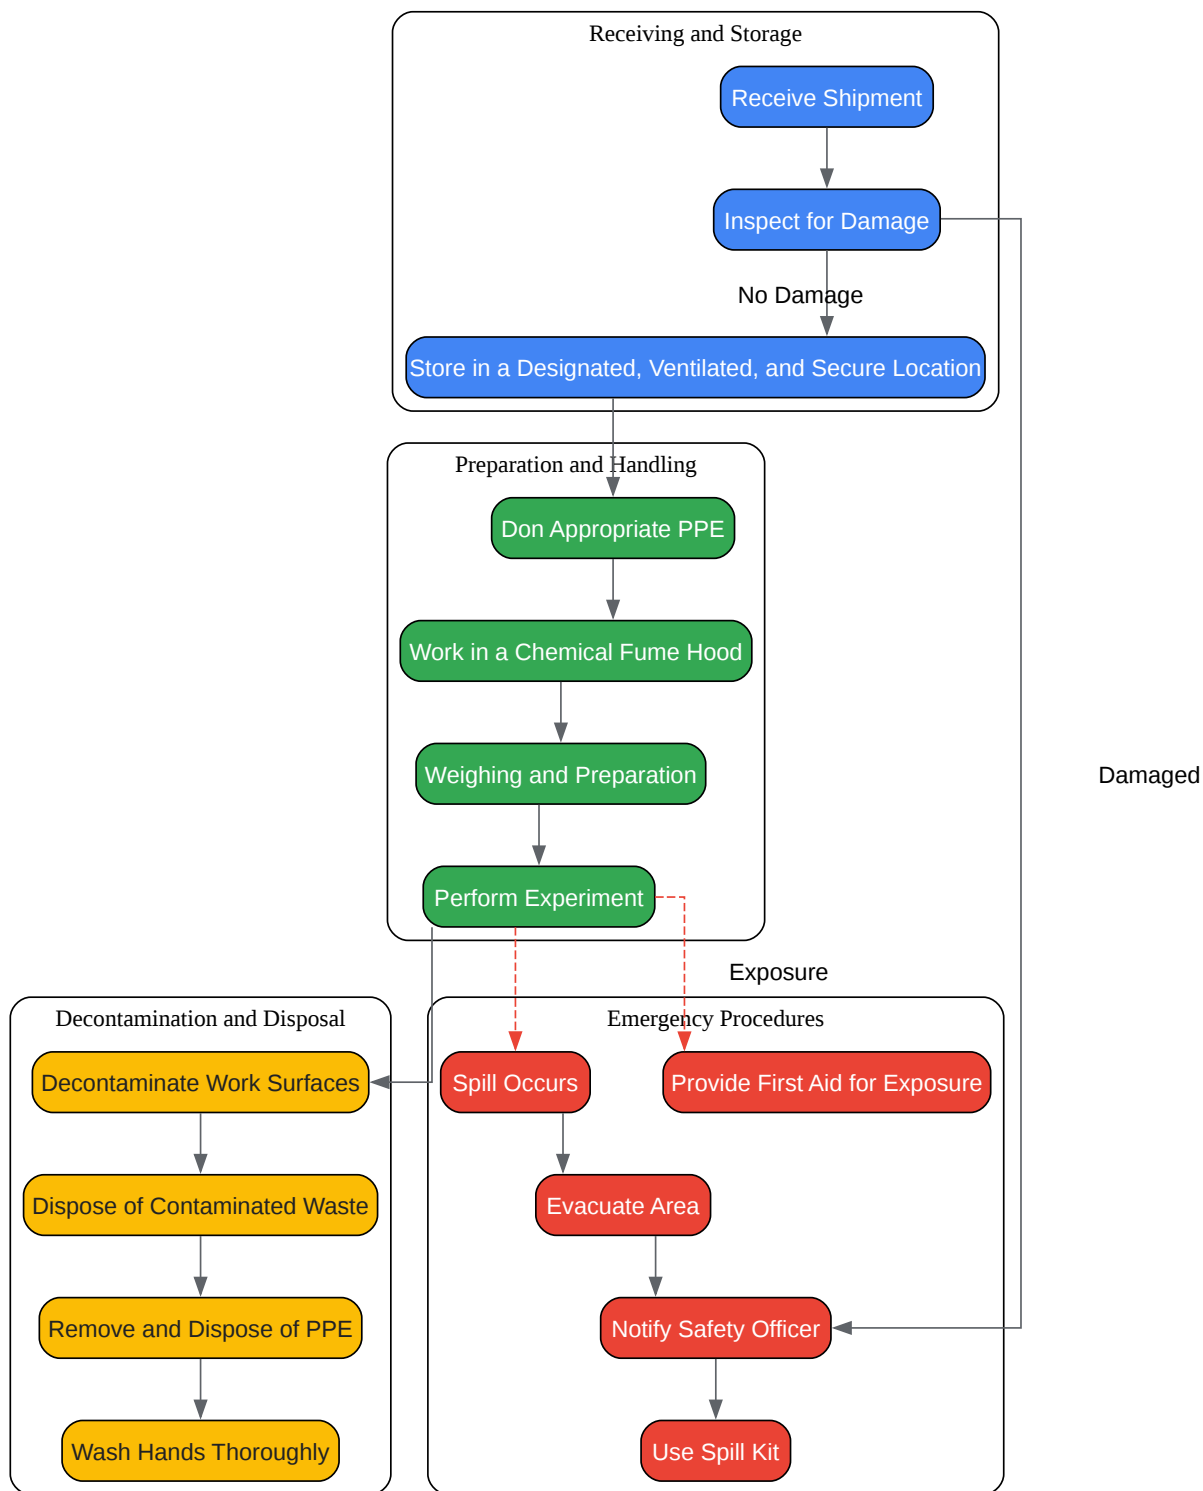 Receiving and Storage
Receive Shipment
Inspect for Damage
No Damage
Store in a Designated, Ventilated, and Secure Location
Preparation and Handling
Don Appropriate PPE
Work in a Chemical Fume Hood
Weighing and Preparation
Damaged
Perform Experiment
Exposure
Decontamination and Disposal
Decontaminate Work Surfaces
Dispose of Contaminated Waste
Remove and Dispose of PPE
Wash Hands Thoroughly
Emergency Procedures
Spill Occurs
Provide First Aid for Exposure
Evacuate Area
Notify Safety Officer
Use Spill Kit